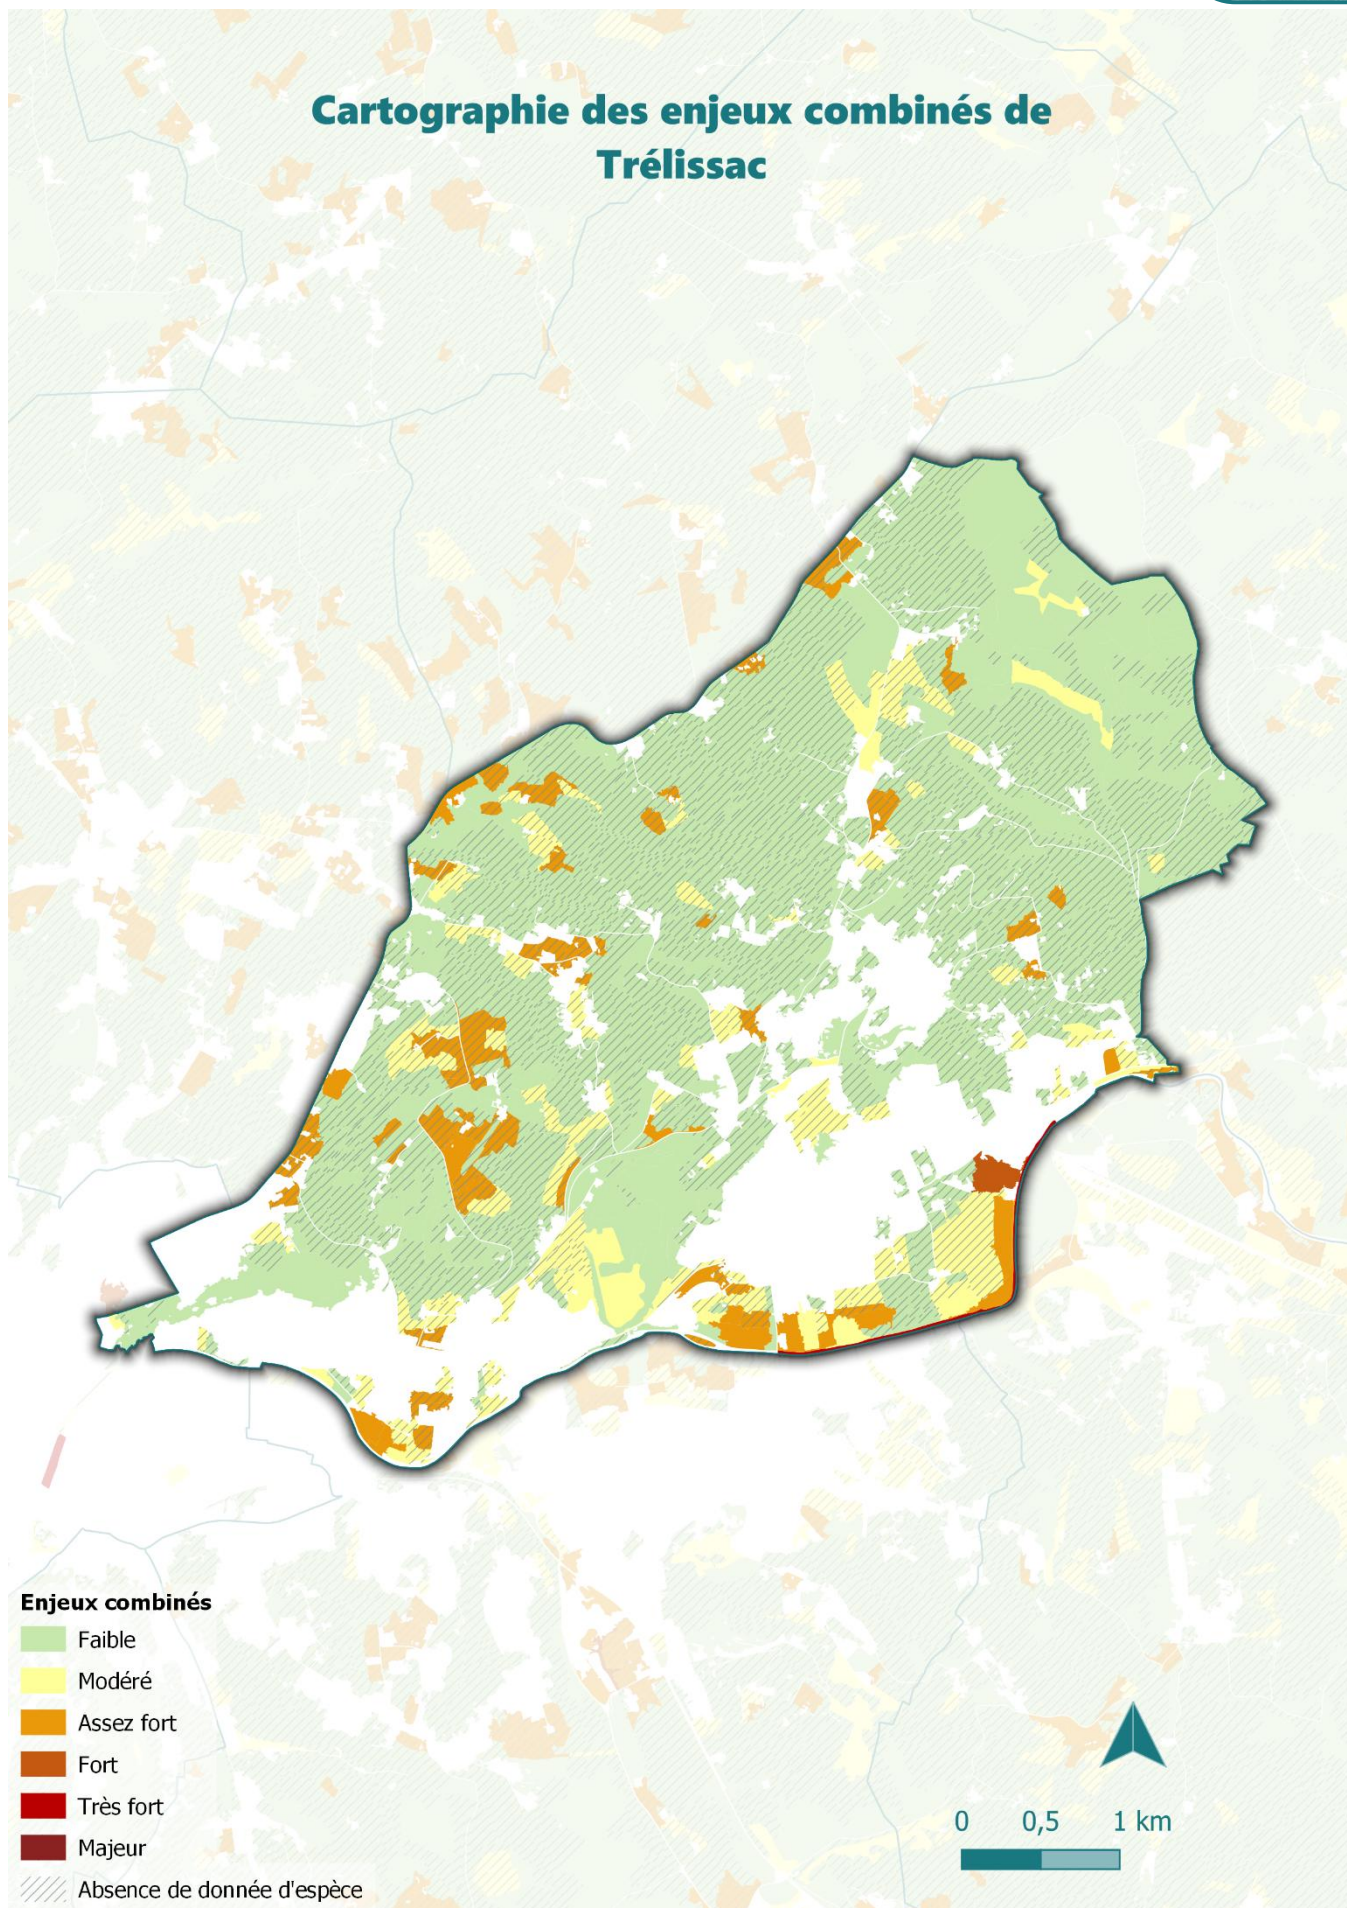 Cartographie des enjeux combinés de
Trélissac
Enjeux combinés
Faible
Modéré
Assez fort
Fort
Très fort
Majeur
Absence de donnée d'espèce
0 0,5 1 km